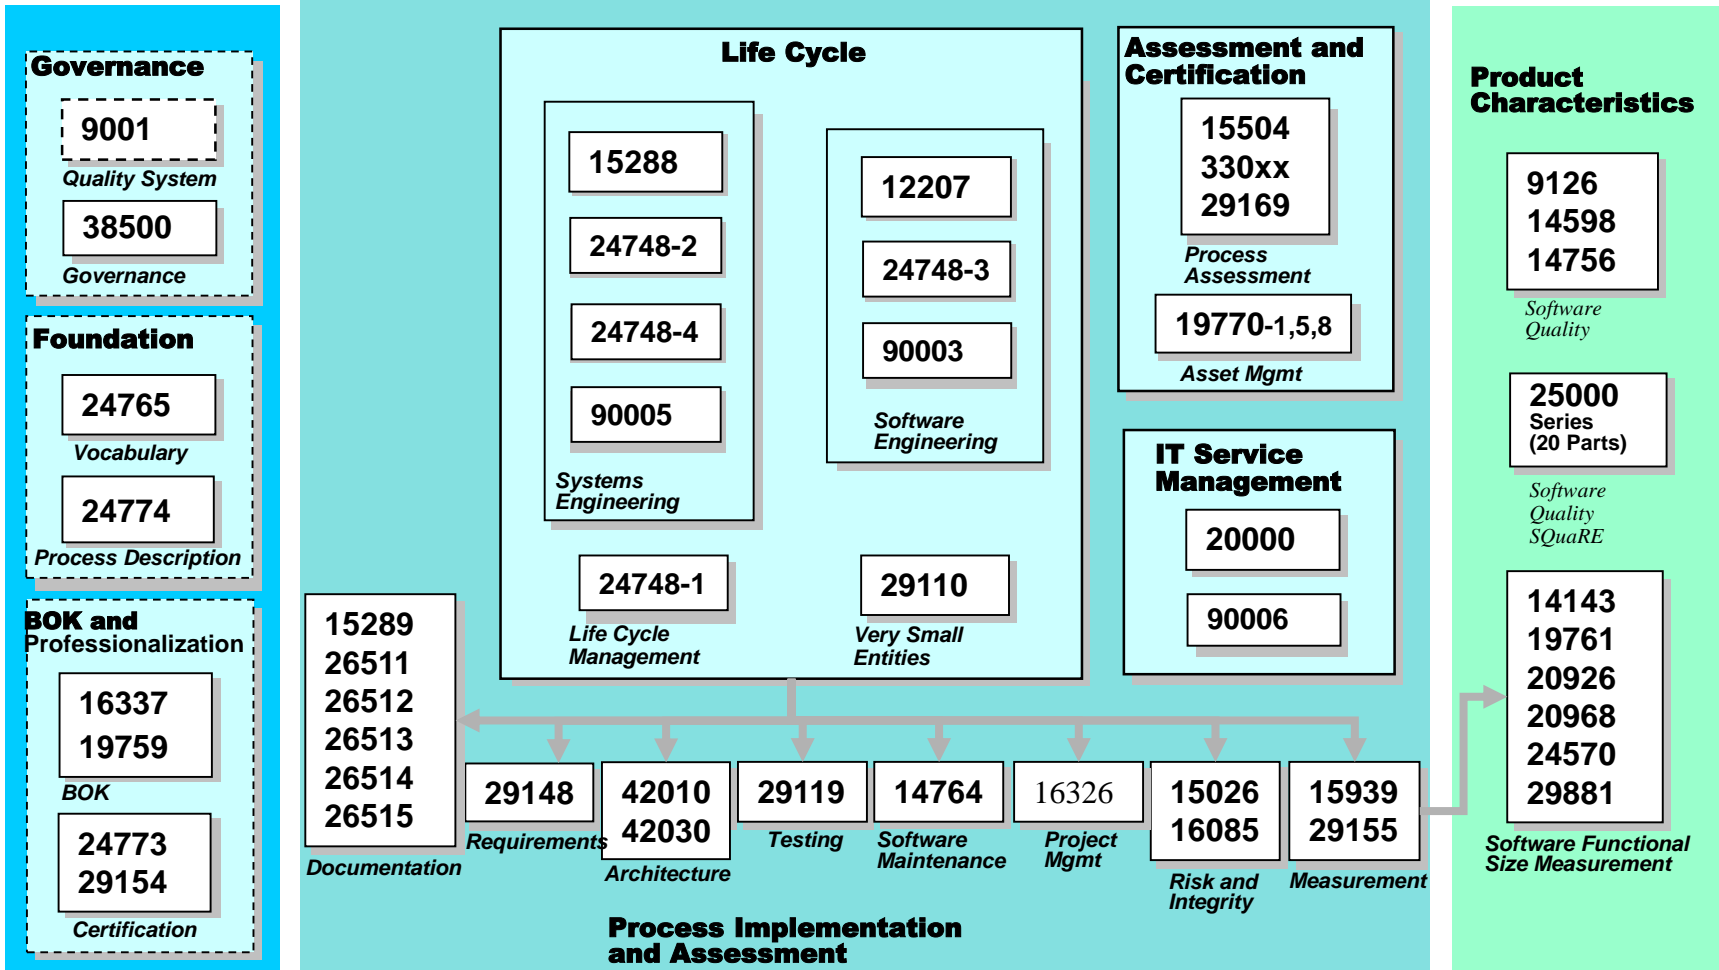 Governance
9001
Quality System
38500
Governance
Foundation
24765
Vocabulary
24774
Process Description
BOK and
Professionalization
16337
19759
BOK
24773
29154
Certification
Life Cycle
15288
24748-2
24748-4
90005
Systems
Engineering
12207
24748-3
90003
Software
Engineering
24748-1
Life Cycle
Management
29110
Very Small
Entities
Assessment and
Certification
15504
330xx
29169
Process
Assessment
19770-1,5,8
Asset Mgmt
IT Service
Management
20000
90006
15289
26511
26512
26513
26514
26515
Documentation
29148
Requirements
42010
42030
Architecture
29119
Testing
14764
Software
Maintenance
16326
Project
Mgmt
15026
16085
Risk and
Integrity
15939
29155
Measurement
Process Implementation
and Assessment
Product
Characteristics
9126
14598
14756
Software
Quality
25000
Series
(20 Parts)
Software
Quality
SQuaRE
14143
19761
20926
20968
24570
29881
Software Functional
Size Measurement